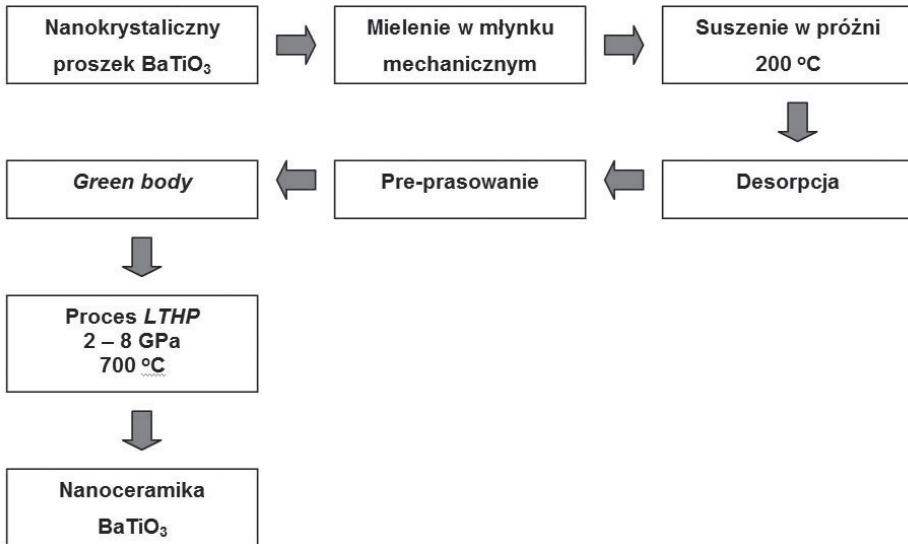 Nanokrystaliczny
proszek BaTiO₃
Mielenie w młynku
mechanicznym
Suszenie w próżni
200 °C
Desorpcja
Pre-prasowanie
Green body
Proces LTHP
2 – 8 GPa
700 °C
Nanoceramika
BaTiO₃